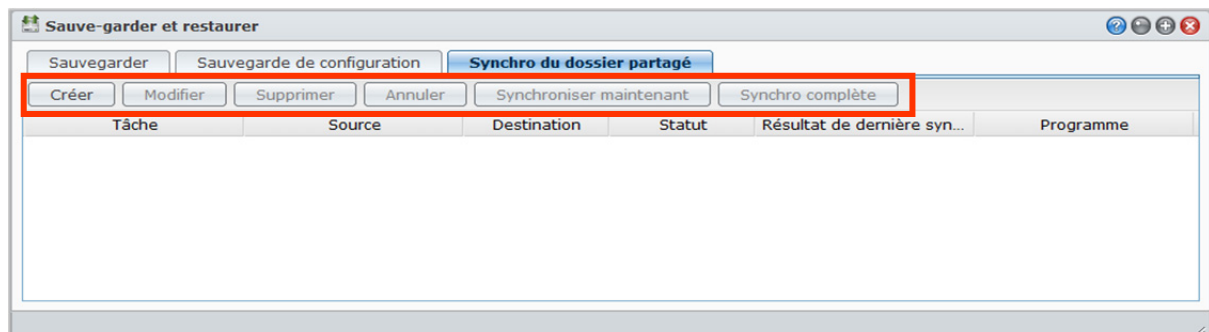 Sauve-garder et restaurer
Sauvegarder Sauvegarde de configuration Synchro du dossier partagé
Créer Modifier Supprimer Annuler Synchroniser maintenant Synchro complète
Tâche Source Destination Statut Résultat de dernière syn... Programme